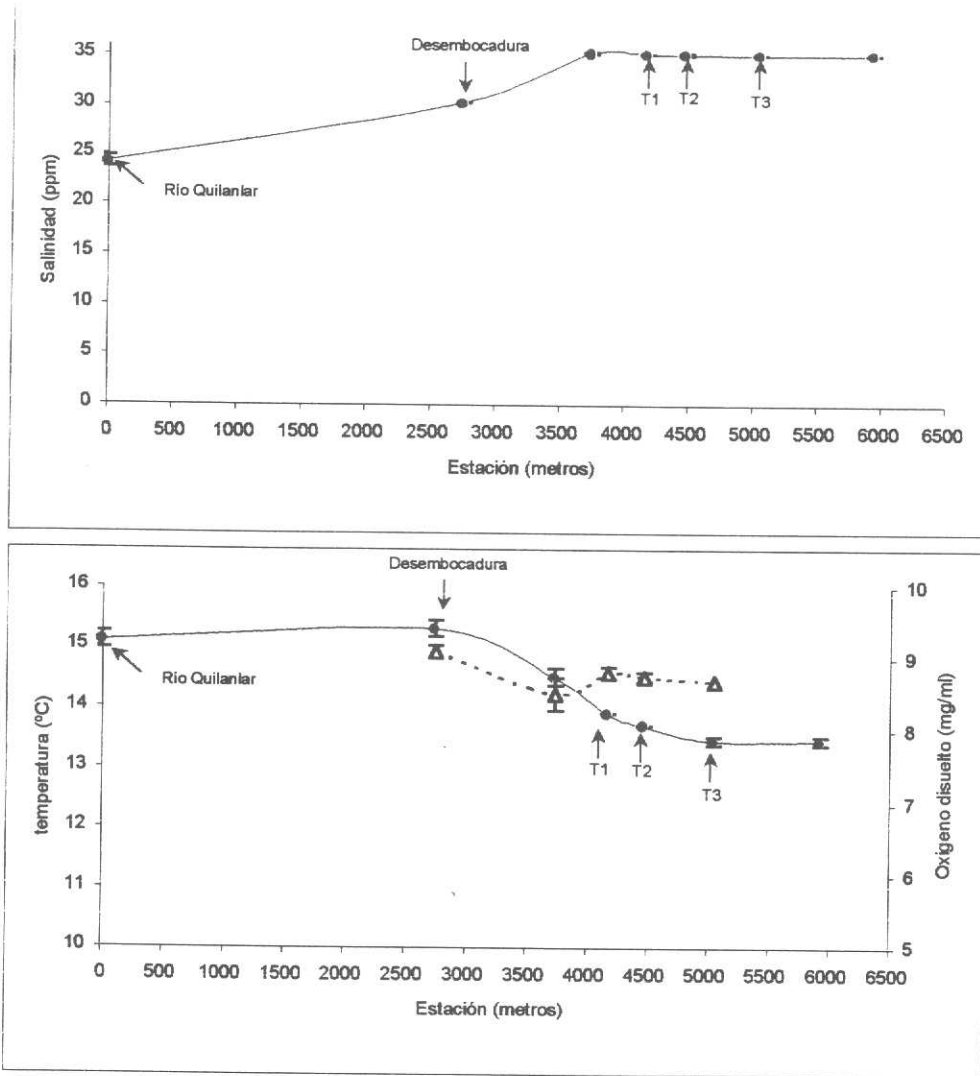 Desembocadura
35
30
25
20
15
10
5
0
Salinidad (ppm)
T1 T2 T3
Río Quilanlar
0 500 1000 1500 2000 2500 3000 3500 4000 4500 5000 5500 6000 6500
Estación (metros)
Desembocadura
16
15
14
13
12
11
10
temperatura (ºC)
Río Quilanlar
T1 T2 T3
10
9
8
7
6
5
Oxigeno disuelto (mg/ml)
0 500 1000 1500 2000 2500 3000 3500 4000 4500 5000 5500 6000 6500
Estación (metros)